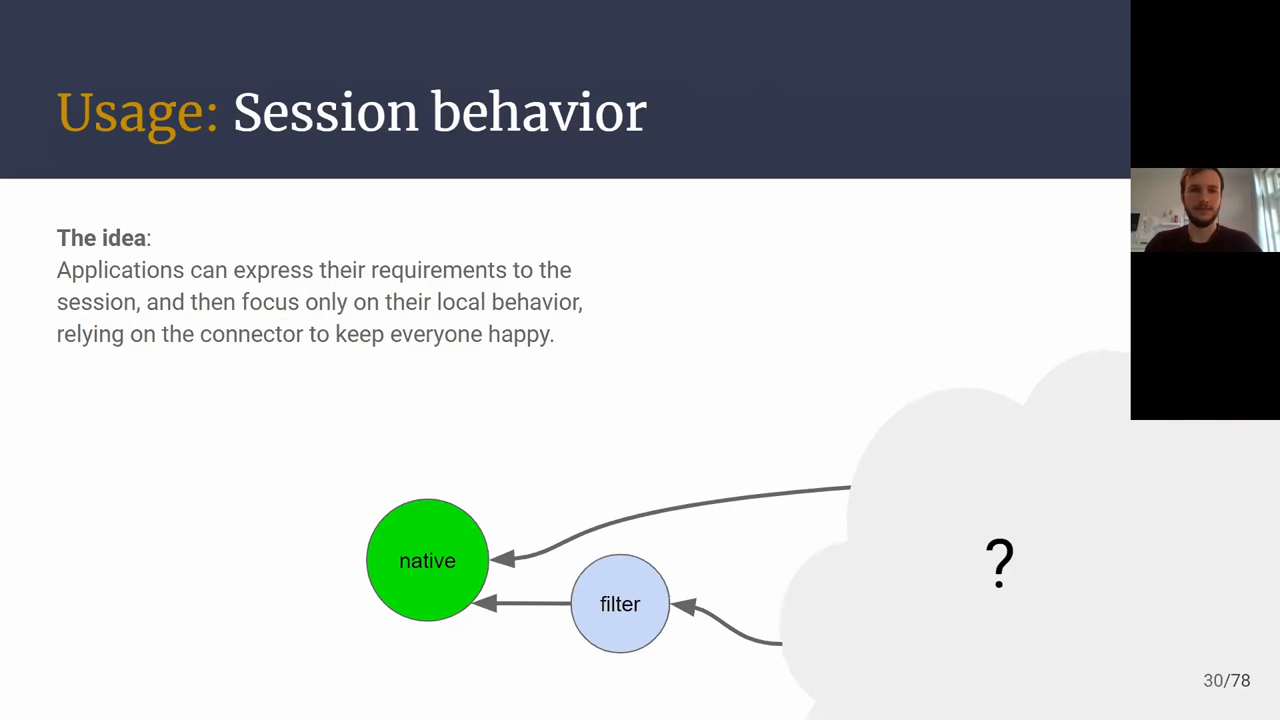 Usage: Session behavior
The idea:
Applications can express their requirements to the
session, and then focus only on their local behavior,
relying on the connector to keep everyone happy.
native
filter
?
30/78